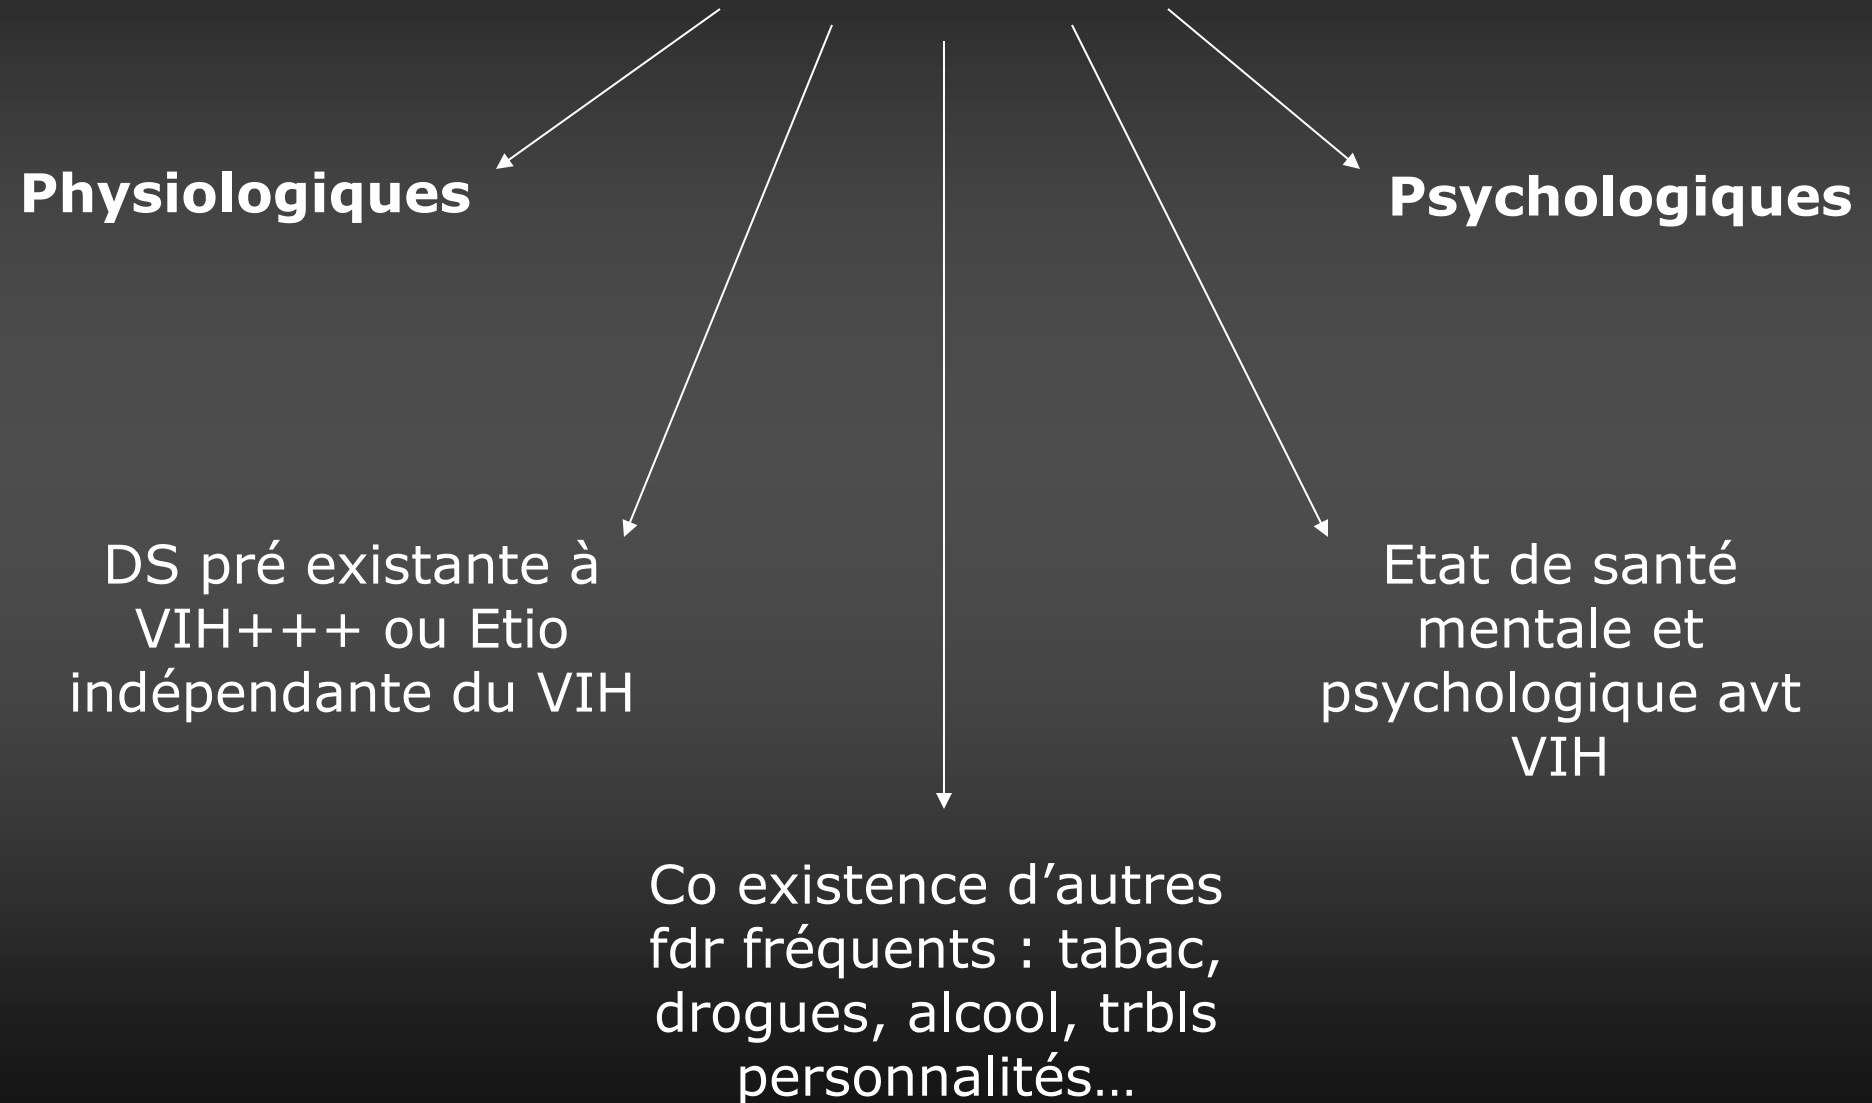 Physiologiques
Psychologiques
DS pré existante à
VIH+++ ou Etio
indépendante du VIH
Etat de santé
mentale et
psychologique avt
VIH
Co existence d’autres
fdr fréquents : tabac,
drogues, alcool, trbls
personnalités…